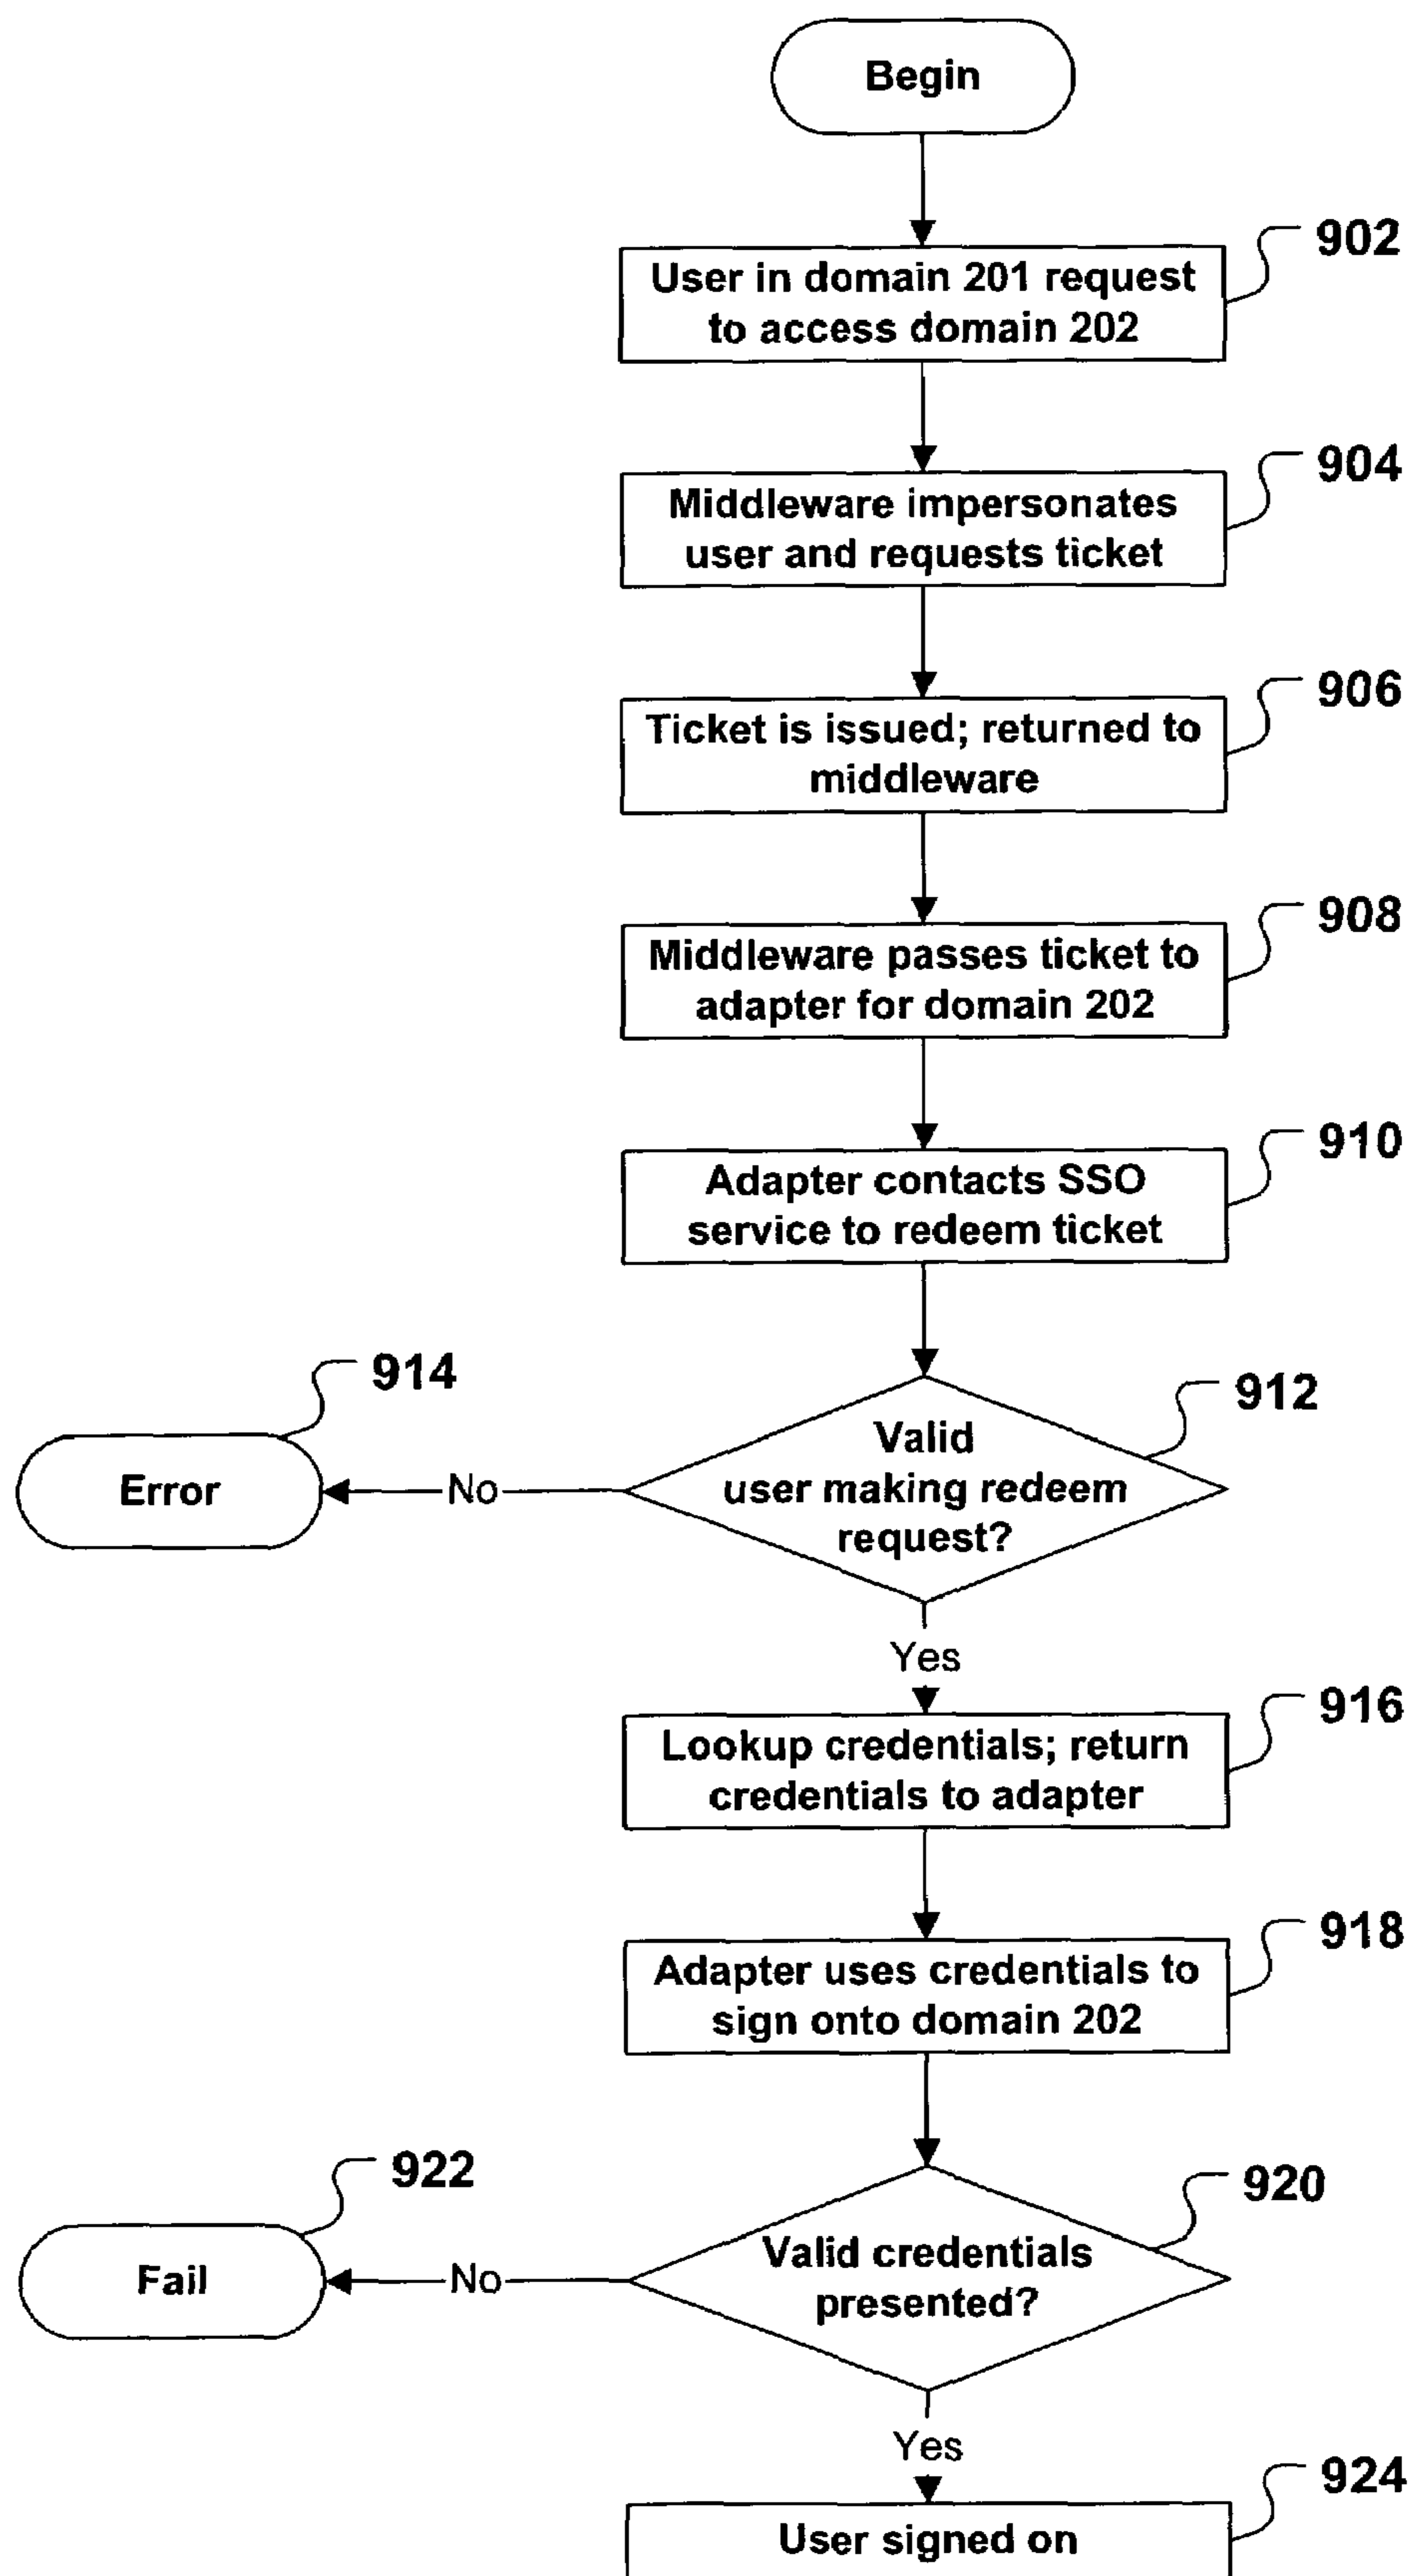 Begin
902
User in domain 201 request
to access domain 202
904
Middleware impersonates
user and requests ticket
906
Ticket is issued; returned to
middleware
908
Middleware passes ticket to
adapter for domain 202
910
Adapter contacts SSO
service to redeem ticket
914
912
Error
No
Valid
user making redeem
request?
Yes
916
Lookup credentials; return
credentials to adapter
918
Adapter uses credentials to
sign onto domain 202
922
920
Fail
No
Valid credentials
presented?
Yes
924
User signed on